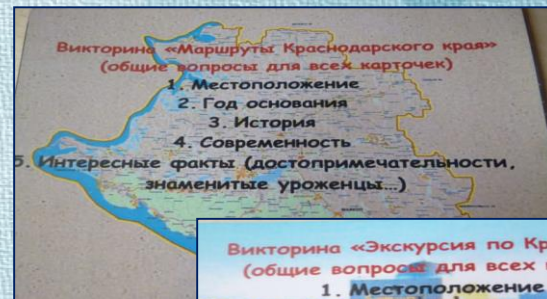 Викторина «Маршруты Краснодарского края»
(общие вопросы для всех карточек)
1. Местоположение
2. Год основания
3. История
4. Современность
5. Интересные факты (достопримечательности,
знаменитые уроженцы...)
Викторина «Экскурсия по Кр
(общие вопросы для всех
1. Местоположение